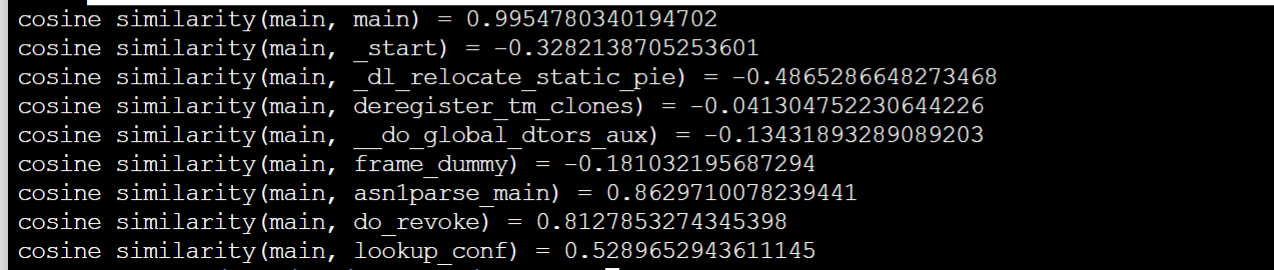 cosine similarity(main, main) = 0.9954780340194702
cosine similarity(main, _start) = -0.3282138705253601
cosine similarity(main, _dl_relocate_static_pie) = -0.4865286648273468
cosine similarity(main, deregister_tm_clones) = -0.041304752230644226
cosine similarity(main, __do_global_dtors_aux) = -0.13431893289089203
cosine similarity(main, frame_dummy) = -0.181032195687294
cosine similarity(main, asn1parse_main) = 0.8629710078239441
cosine similarity(main, do_revoke) = 0.8127853274345398
cosine similarity(main, lookup_conf) = 0.5289652943611145